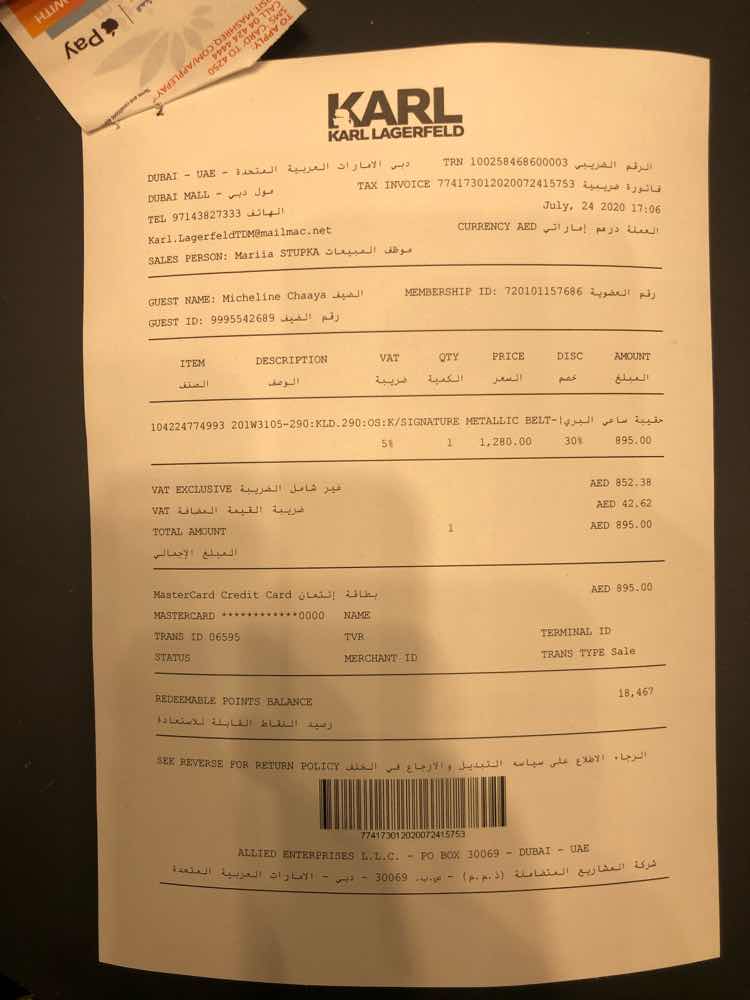 WITH
Pay
TO APPLY:
SMS 'CARD' TO 4250
CALL 04 424 4444
VISIT MASHREQ.COM/APPLEPAY
KARL
KARL LAGERFELD
DUBAI - UAE - دبي الامارات العربية المتحدة
TRN 100258468600003 الرقم الضريبي
DUBAI MALL - مول دبي
TAX INVOICE 774173012020072415753 فاتورة ضريبية
TEL 97143827333 الهاتف
July, 24 2020 17:06
Karl.LagerfeldTDM@mailmac.net
CURRENCY AED العملة درهم إماراتي
SALES PERSON: Mariia STUPKA موظف المبيعات
GUEST NAME: Micheline Chaaya الضيف
MEMBERSHIP ID: 720101157686 رقم العضوية
GUEST ID: 9995542689 رقم الضيف
ITEM DESCRIPTION VAT QTY PRICE DISC AMOUNT
الصنف الوصف ضريبة الكمية السعر خصم المبلغ
104224774993 201W3105-290:KLD.290:OS:K/SIGNATURE METALLIC BELT-حقيبة ساعي البري
5% 1 1,280.00 30% 895.00
VAT EXCLUSIVE غير شامل الضريبة AED 852.38
VAT ضريبة القيمة المضافة AED 42.62
TOTAL AMOUNT 1 AED 895.00
المبلغ الإجمالي
MasterCard Credit Card بطاقة إئتمان AED 895.00
MASTERCARD ************0000 NAME
TRANS ID 06595 TVR TERMINAL ID
STATUS MERCHANT ID TRANS TYPE Sale
REDEEMABLE POINTS BALANCE 18,467
رصيد النقاط القابلة للاستعادة
SEE REVERSE FOR RETURN POLICY الرجاء الاطلاع على سياسه التبديل والارجاع في الخلف
774173012020072415753
ALLIED ENTERPRISES L.L.C. - PO BOX 30069 - DUBAI - UAE
شركة المشاريع المتضامنة (ذ.م.م) - ص.ب. 30069 - دبي - الامارات العربية المتحدة